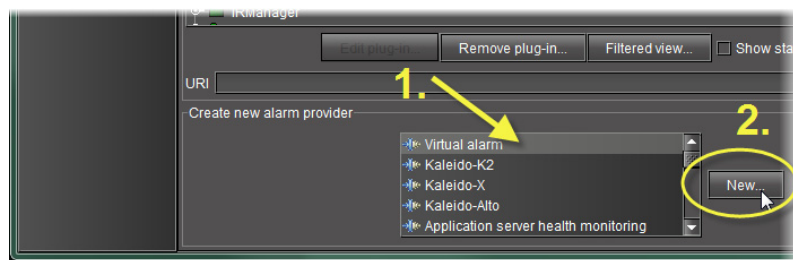 IRManager
Edit plug-in... Remove plug-in... Filtered view... Show sta
URI
1.
Create new alarm provider
2.
Virtual alarm
Kaleido-K2
New...
Kaleido-X
Kaleido-Alto
Application server health monitoring